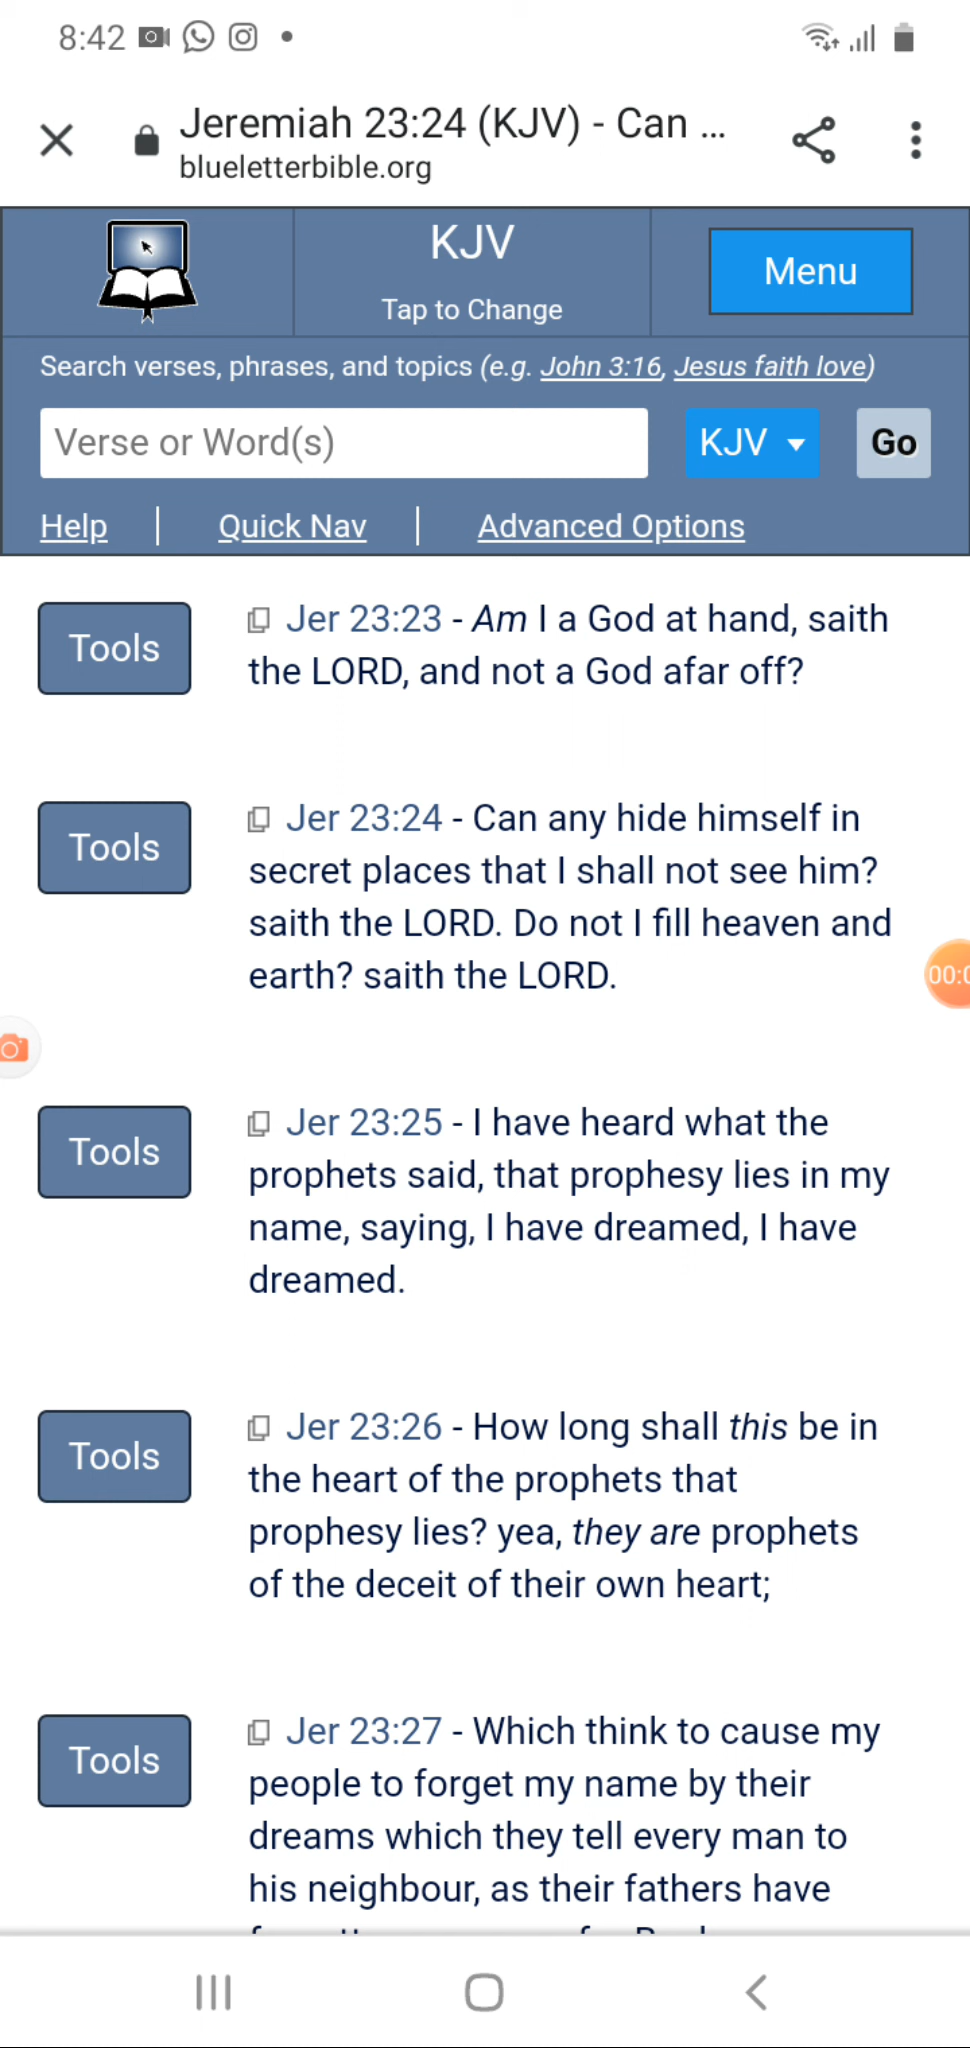 8:42
Jeremiah 23:24 (KJV) - Can ...
blueletterbible.org
KJV
Tap to Change
Menu
Search verses, phrases, and topics (e.g. John 3:16, Jesus faith love)
Verse or Word(s)
KJV
Go
Help | Quick Nav | Advanced Options
Tools
Jer 23:23 - Am I a God at hand, saith
the LORD, and not a God afar off?
Tools
Jer 23:24 - Can any hide himself in
secret places that I shall not see him?
saith the LORD. Do not I fill heaven and
earth? saith the LORD.
00:0
Tools
Jer 23:25 - I have heard what the
prophets said, that prophesy lies in my
name, saying, I have dreamed, I have
dreamed.
Tools
Jer 23:26 - How long shall this be in
the heart of the prophets that
prophesy lies? yea, they are prophets
of the deceit of their own heart;
Tools
Jer 23:27 - Which think to cause my
people to forget my name by their
dreams which they tell every man to
his neighbour, as their fathers have